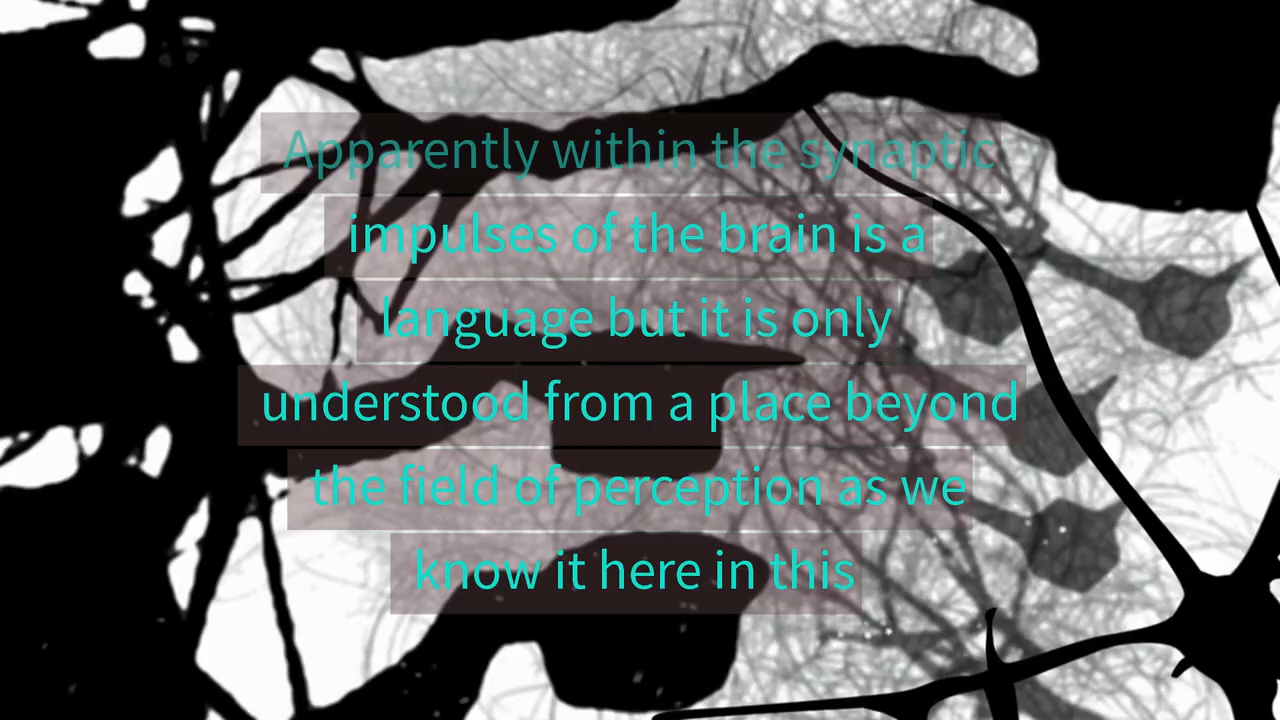 Apparently within the synaptic
impulses of the brain is a
language but it is only
understood from a place beyond
the field of perception as we
know it here in this